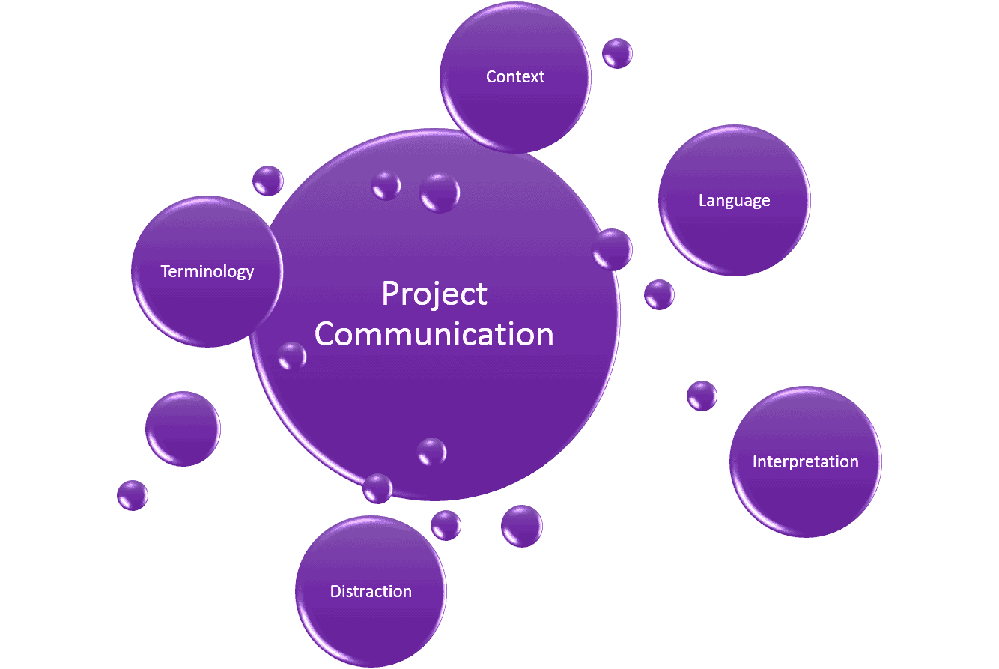 Context
Language
Terminology
Project
Communication
Interpretation
Distraction